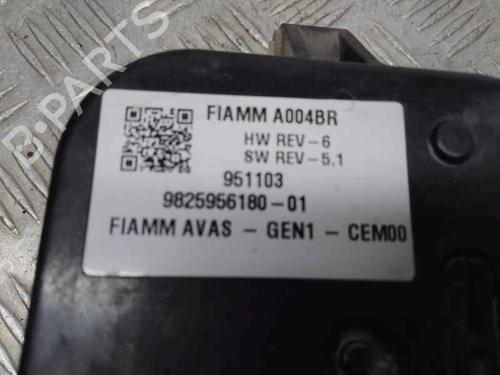 B-PARTS
FIAMM A004BR
HW REV-6
SW REV-5.1
951103
9825956180-01
FIAMM AVAS - GEN1 - CEM00